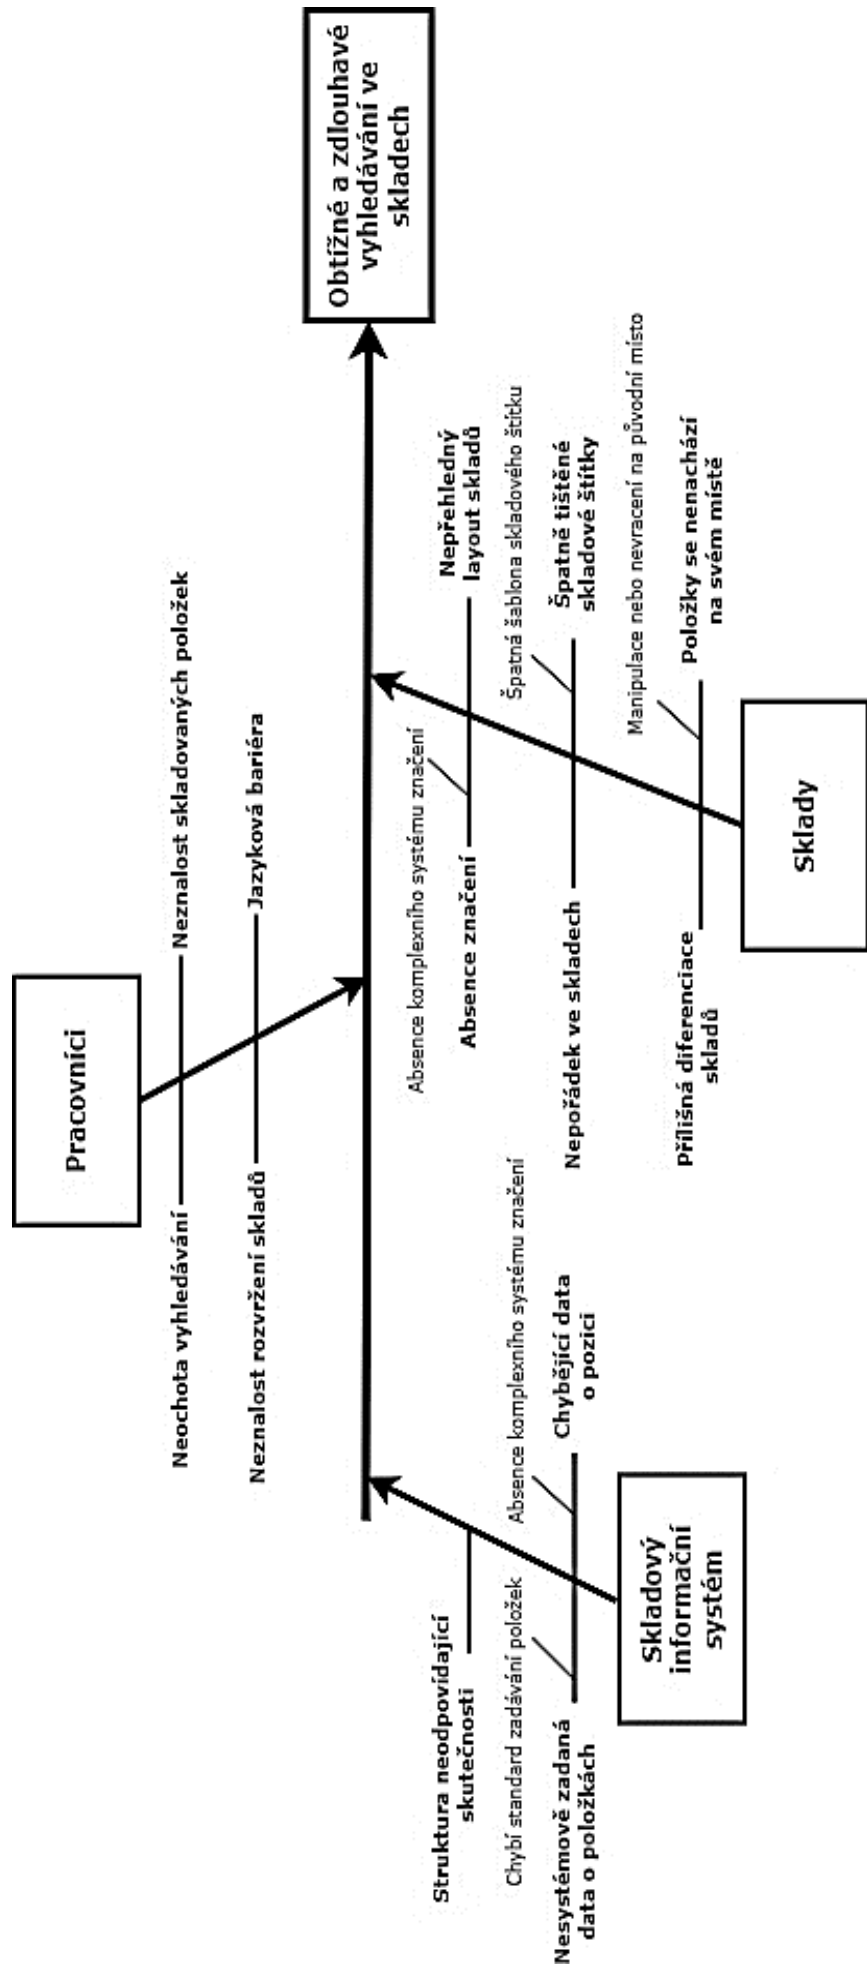 Pracovníci
Neochota vyhledávání
Neznalost skladovaných položek
Neznalost rozvržení skladů
Jazyková bariéra
Obtížné a zdlouhavé
vyhledávání ve
skladech
Struktura neodpovídající
skutečnosti
Chybí standard zadávání položek
Nesystémově zadaná
data o položkách
Absence komplexního systému značení
Chybějící data
o pozici
Skladový
informační
systém
Absence komplexního systému značení
Absence značení
Nepřehledný
layout skladů
Špatná šablona skladového štítku
Nepořádek ve skladech
Špatně tištěné
skladové štítky
Manipulace nebo nevracení na původní místo
Přílišná diferenciace
skladů
Položky se nenachází
na svém místě
Sklady